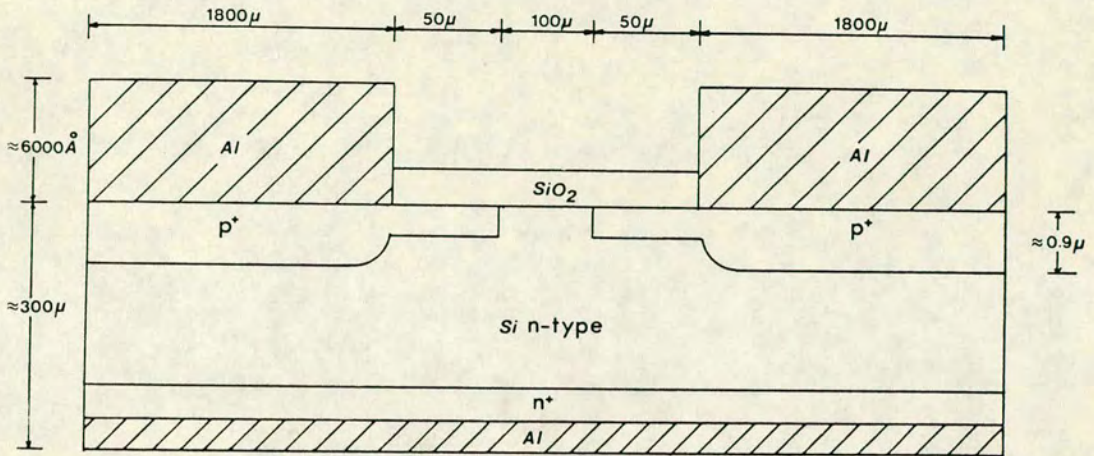 1800μ 50μ 100μ 50μ 1800μ
≈6000Å
Al
Al
SiO₂
p⁺
p⁺
≈0.9μ
≈300μ
Si n-type
n⁺
Al